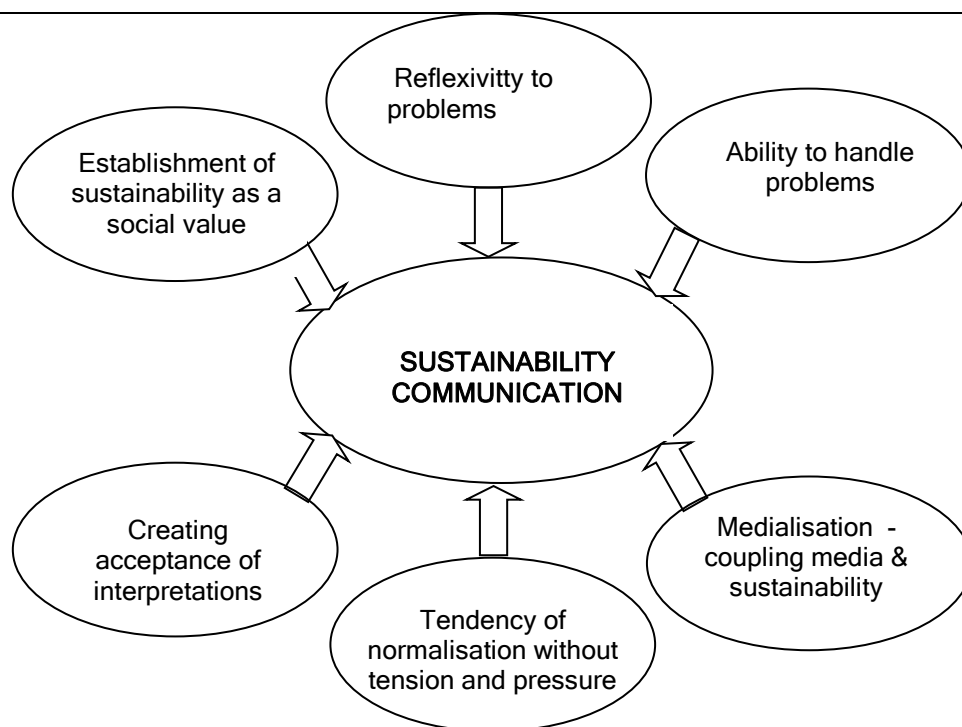 Reflexivitty to
problems
Establishment of
sustainability as a
social value
Ability to handle
problems
SUSTAINABILITY
COMMUNICATION
Creating
acceptance of
interpretations
Tendency of
normalisation without
tension and pressure
Medialisation -
coupling media &
sustainability